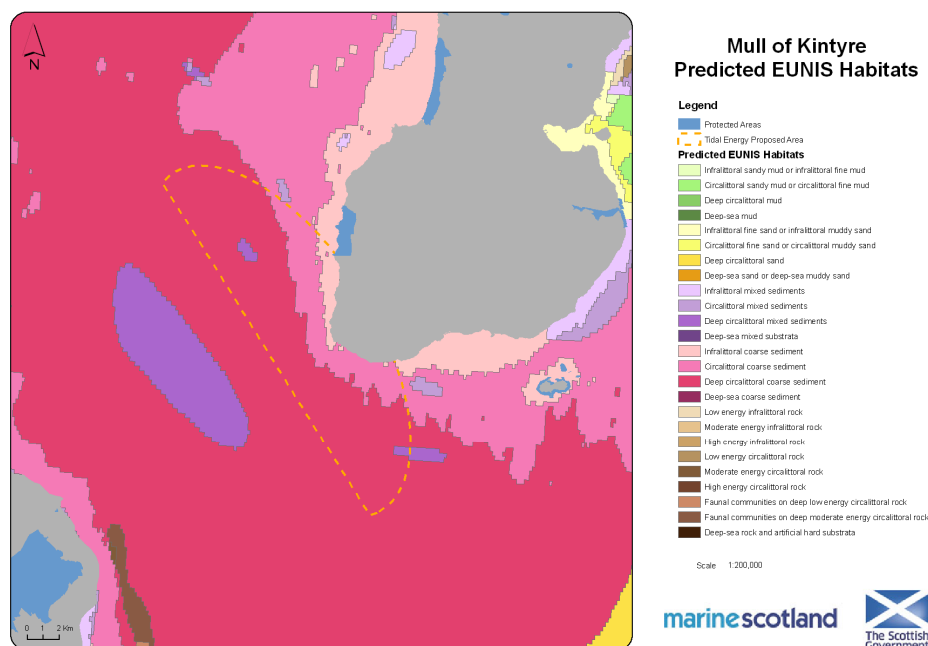 N
Mull of Kintyre
Predicted EUNIS Habitats
Legend
Protected Areas
Tidal Energy Proposed Area
Predicted EUNIS Habitats
Infralittoral sandy mud or infralittoral fine mud
Circalittoral sandy mud or circalittoral fine mud
Deep circalittoral mud
Deep-sea mud
Infralittoral fine sand or infralittoral muddy sand
Circalittoral fine sand or circalittoral muddy sand
Deep circalittoral sand
Deep-sea sand or deep-sea muddy sand
Infralittoral mixed sediments
Circalittoral mixed sediments
Deep circalittoral mixed sediments
Deep-sea mixed substrata
Infralittoral coarse sediment
Circalittoral coarse sediment
Deep circalittoral coarse sediment
Deep-sea coarse sediment
Low energy infralittoral rock
Moderate energy infralittoral rock
High energy infralittoral rock
Low energy circalittoral rock
Moderate energy circalittoral rock
High energy circalittoral rock
Faunal communities on deep low energy circalittoral rock
Faunal communities on deep moderate energy circalittoral rock
Deep-sea rock and artificial hard substrata
Scale 1:200,000
0 1 2 Km
marinescotland
The Scottish
Government